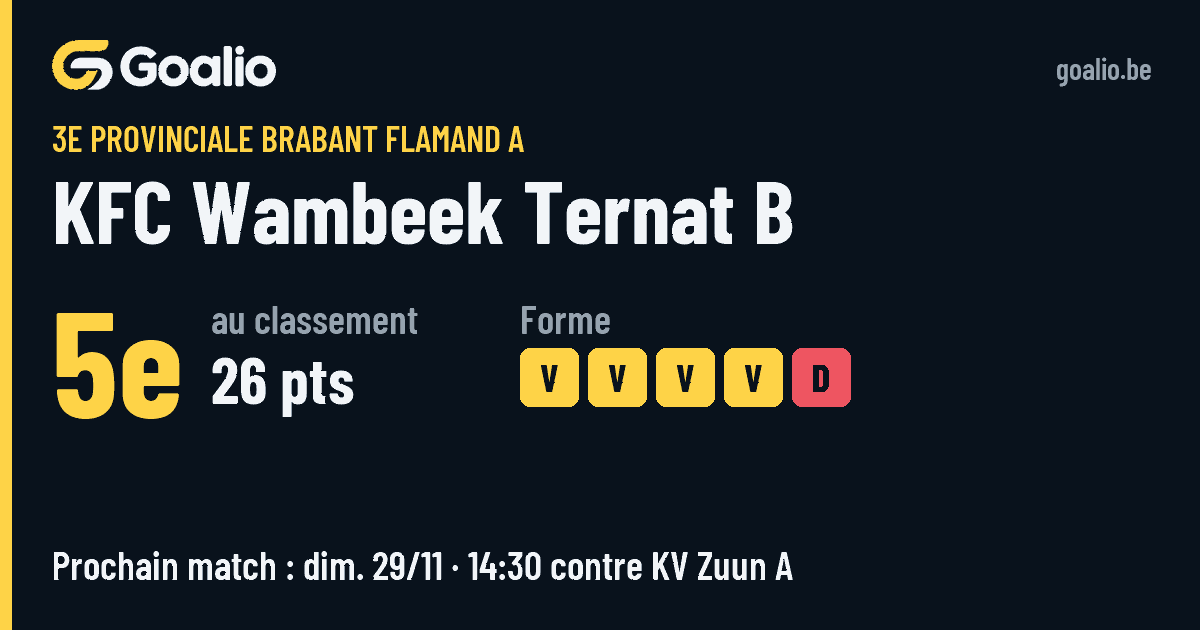 Goalio
goalio.be
3E PROVINCIALE BRABANT FLAMAND A
KFC Wambeek Ternat B
5e
au classement
26 pts
Forme
V V V V D
Prochain match : dim. 29/11 · 14:30 contre KV Zuun A